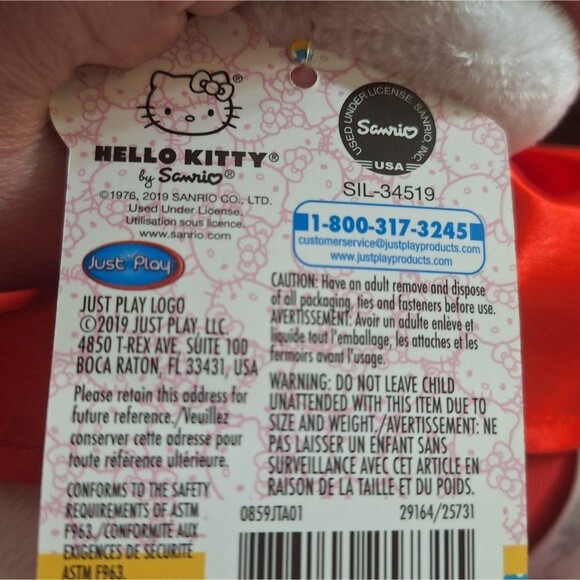 HELLO KITTY®
by Sanrio®
©1976, 2019 SANRIO CO., LTD.
Used Under License.
Utilisation sous licence.
www.sanrio.com
Just Play
JUST PLAY LOGO
©2019 JUST PLAY, LLC.
4850 T-REX AVE, SUITE 100
BOCA RATON, FL 33431, USA
Please retain this address for
future reference./Veuillez
conserver cette adresse pour
toute référence ultérieure.
CONFORMS TO THE SAFETY
REQUIREMENTS OF ASTM
F963./CONFORMITÉ AUX
EXIGENCES DE SÉCURITÉ
ASTM F963.
USED UNDER LICENSE, SANRIO, INC.
Sanrio
USA
SIL-34519
1-800-317-3245
customerservice@justplayproducts.com
www.justplayproducts.com
CAUTION: Have an adult remove and dispose
of all packaging, ties and fasteners before use.
AVERTISSEMENT: Avoir un adulte enlève et
liquide tout l'emballage, les attaches et les
fermoirs avant l'usage.
WARNING: DO NOT LEAVE CHILD
UNATTENDED WITH THIS ITEM DUE TO
SIZE AND WEIGHT./AVERTISSEMENT: NE
PAS LAISSER UN ENFANT SANS
SURVEILLANCE AVEC CET ARTICLE EN
RAISON DE LA TAILLE ET DU POIDS.
0859JTA01 29164/25731